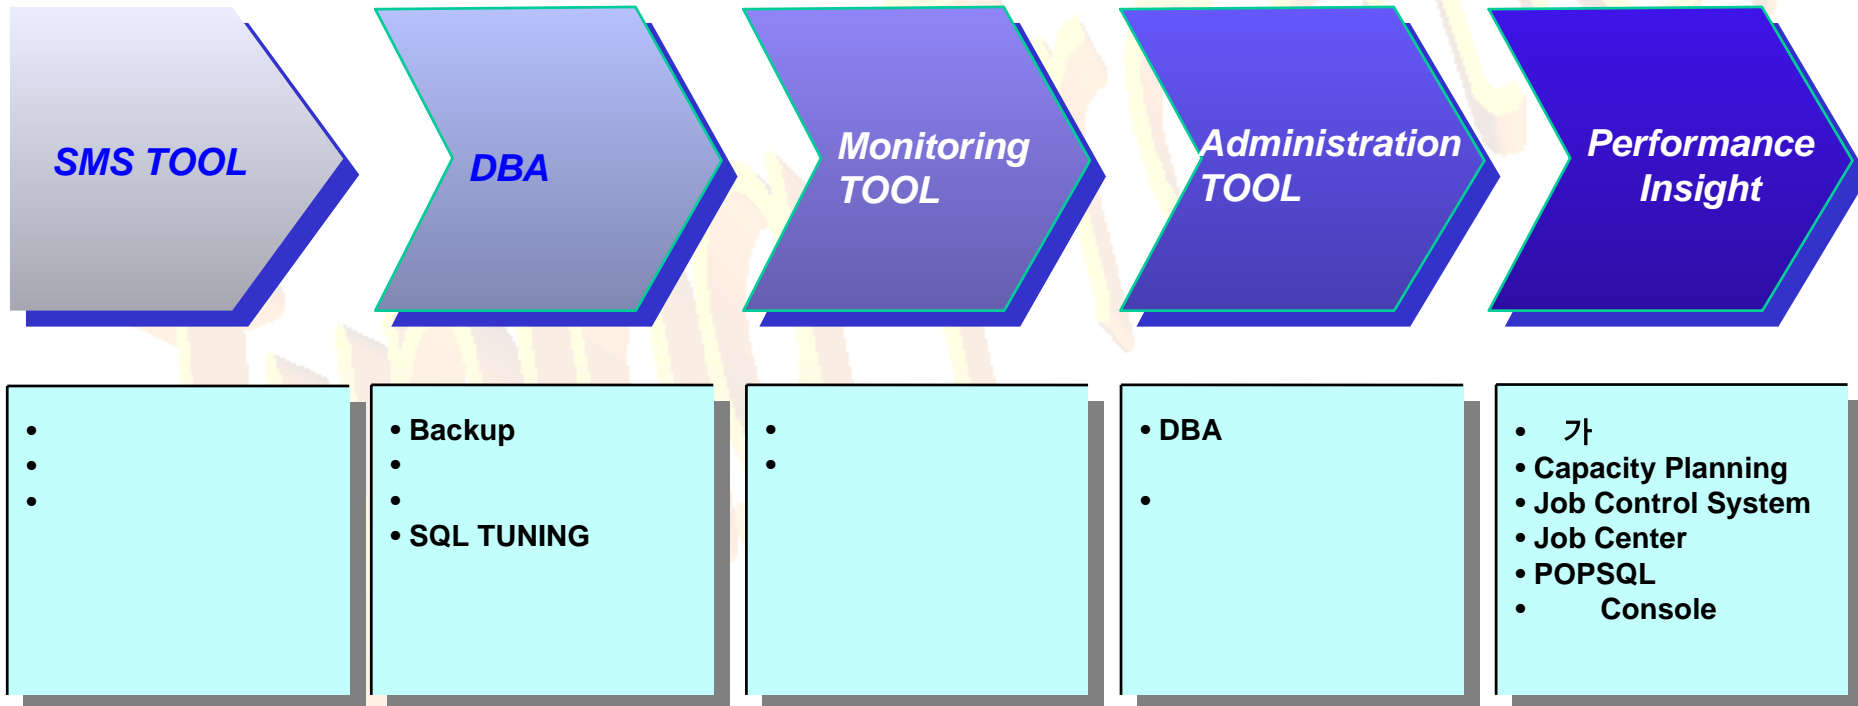 SMS TOOL
DBA
Monitoring
TOOL
Administration
TOOL
Performance
Insight
•
•
•
• Backup
•
•
• SQL TUNING
•
•
• DBA
•
• 가
• Capacity Planning
• Job Control System
• Job Center
• POPSQL
• Console